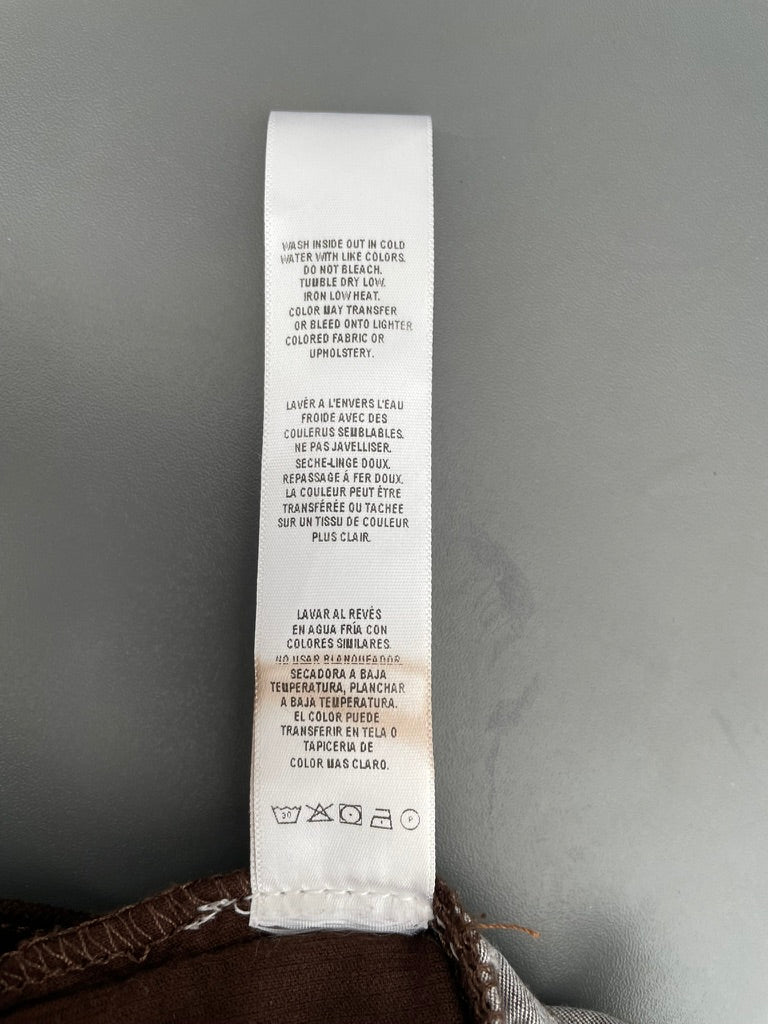 WASH INSIDE OUT IN COLD
WATER WITH LIKE COLORS.
DO NOT BLEACH.
TUMBLE DRY LOW.
IRON LOW HEAT.
COLOR MAY TRANSFER
OR BLEED ONTO LIGHTER
COLORED FABRIC OR
UPHOLSTERY.
LAVÉR A L'ENVERS L'EAU
FROIDE AVEC DES
COULERUS SEMBLABLES.
NE PAS JAVELLISER.
SECHE-LINGE DOUX.
REPASSAGE Á FER DOUX.
LA COULEUR PEUT ÊTRE
TRANSFÉRÉE OU TACHEE
SUR UN TISSU DE COULEUR
PLUS CLAIR.
LAVAR AL REVÉS
EN AGUA FRÍA CON
COLORES SIMILARES.
NO USAR BLANQUEADOR.
SECADORA A BAJA
TEMPERATURA, PLANCHAR
A BAJA TEMPERATURA.
EL COLOR PUEDE
TRANSFERIR EN TELA O
TAPICERIA DE
COLOR MAS CLARO.
30 P